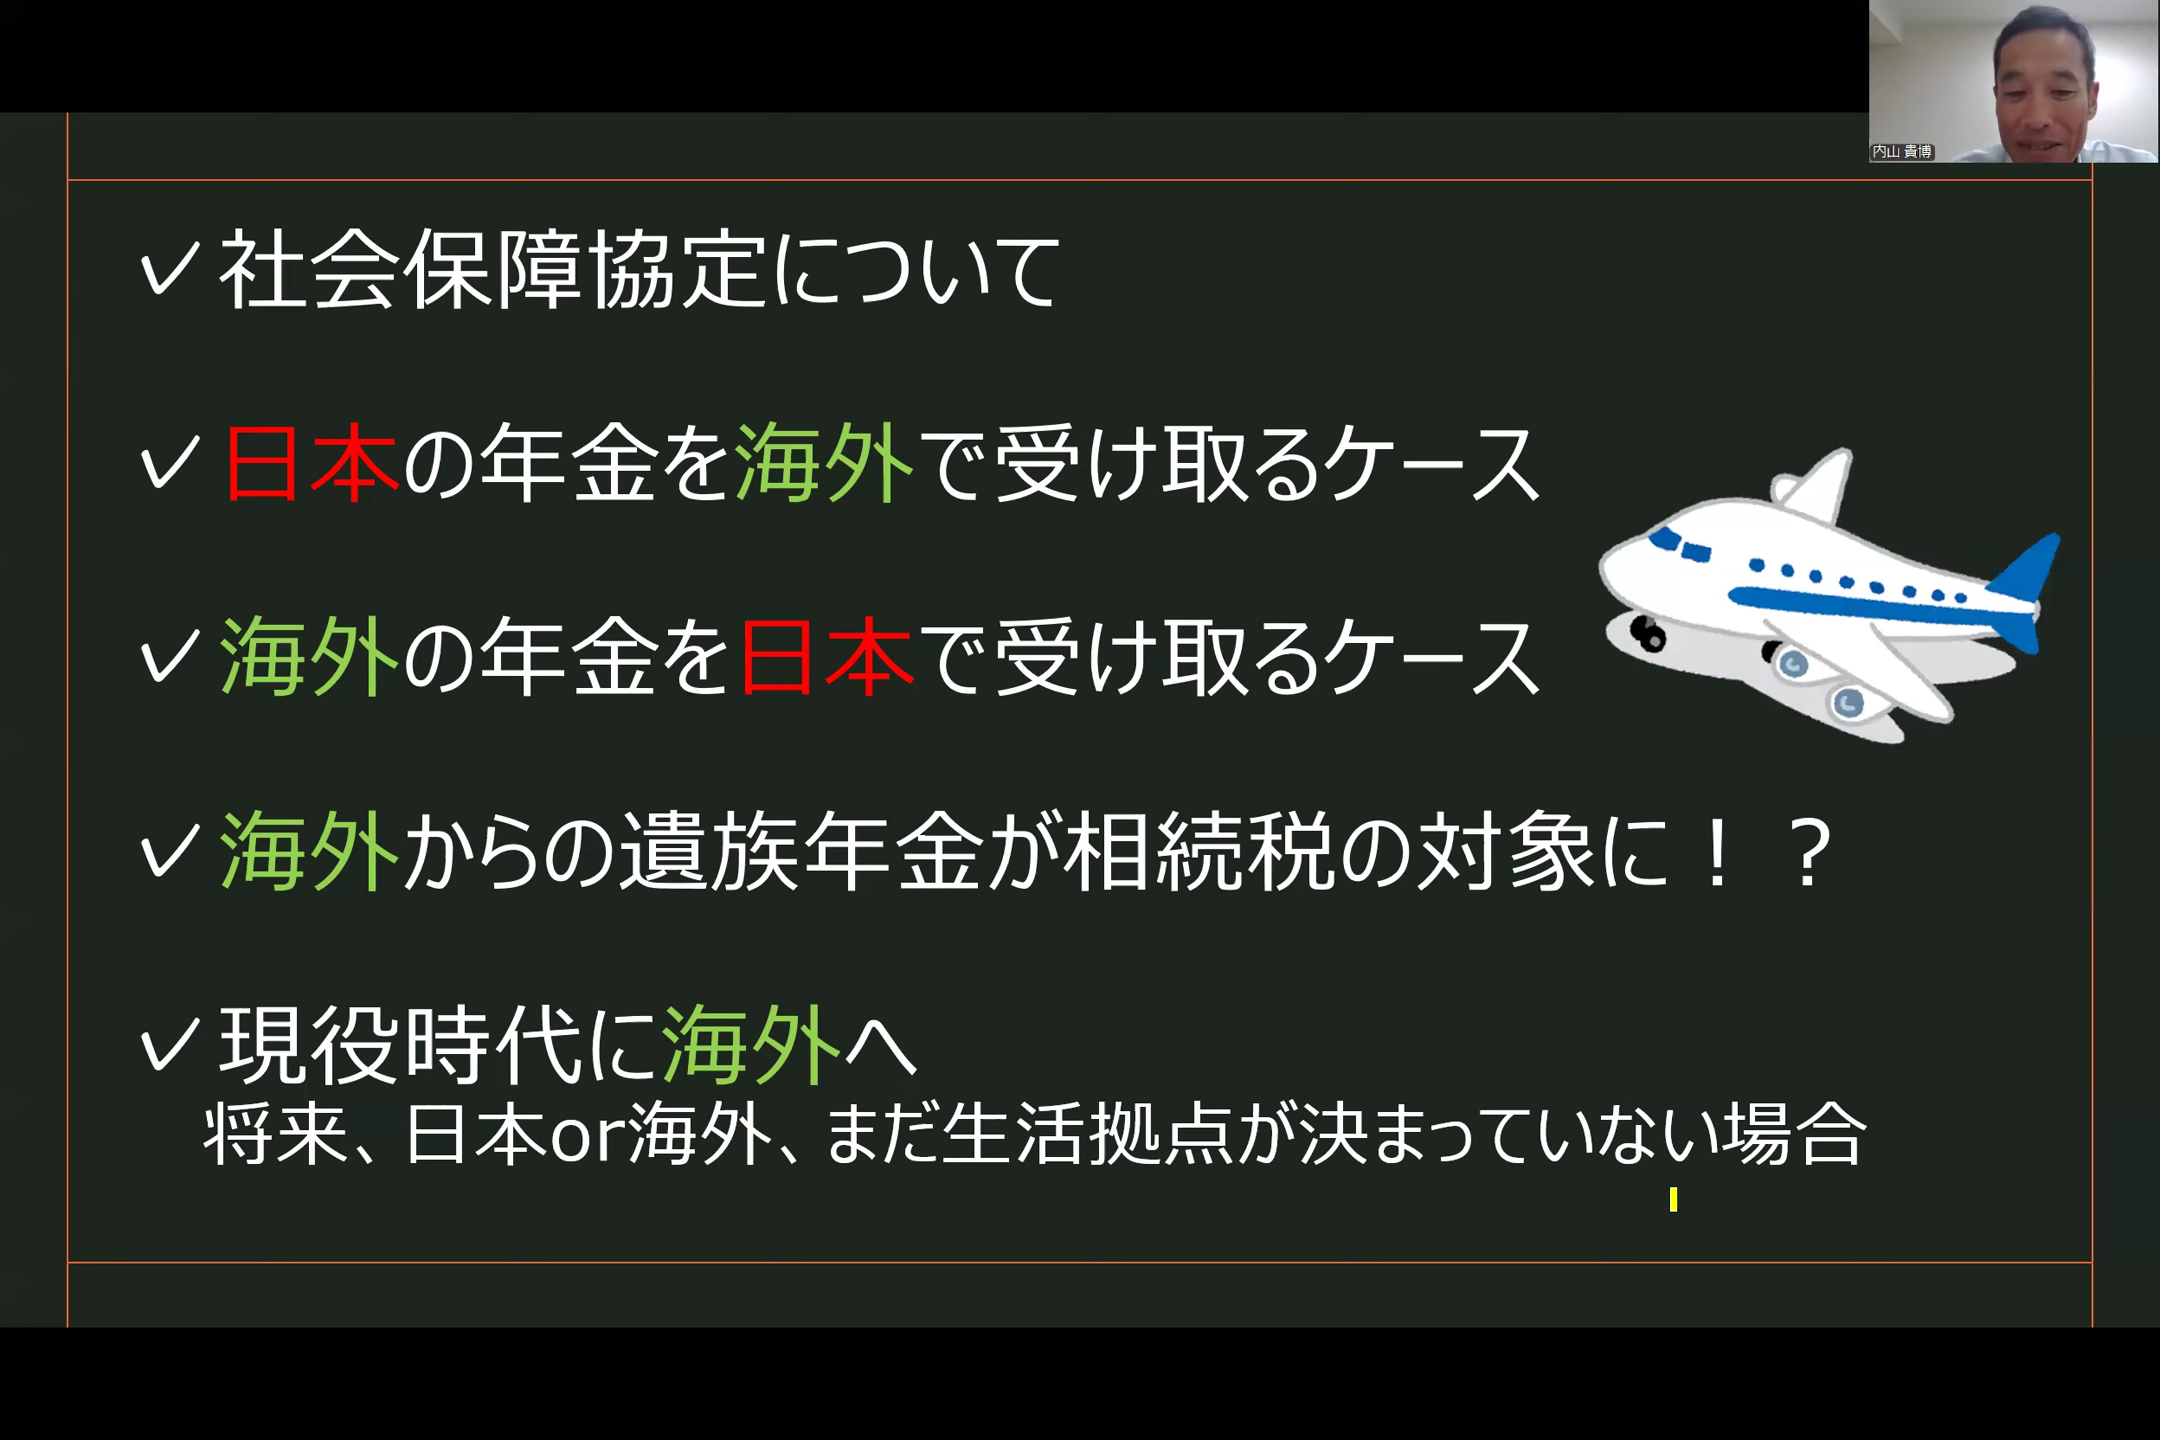 内山 貴博
✓社会保障協定について
✓日本の年金を海外で受け取るケース
✓海外の年金を日本で受け取るケース
✓海外からの遺族年金が相続税の対象に！？
✓現役時代に海外へ
将来、日本or海外、まだ生活拠点が決まっていない場合